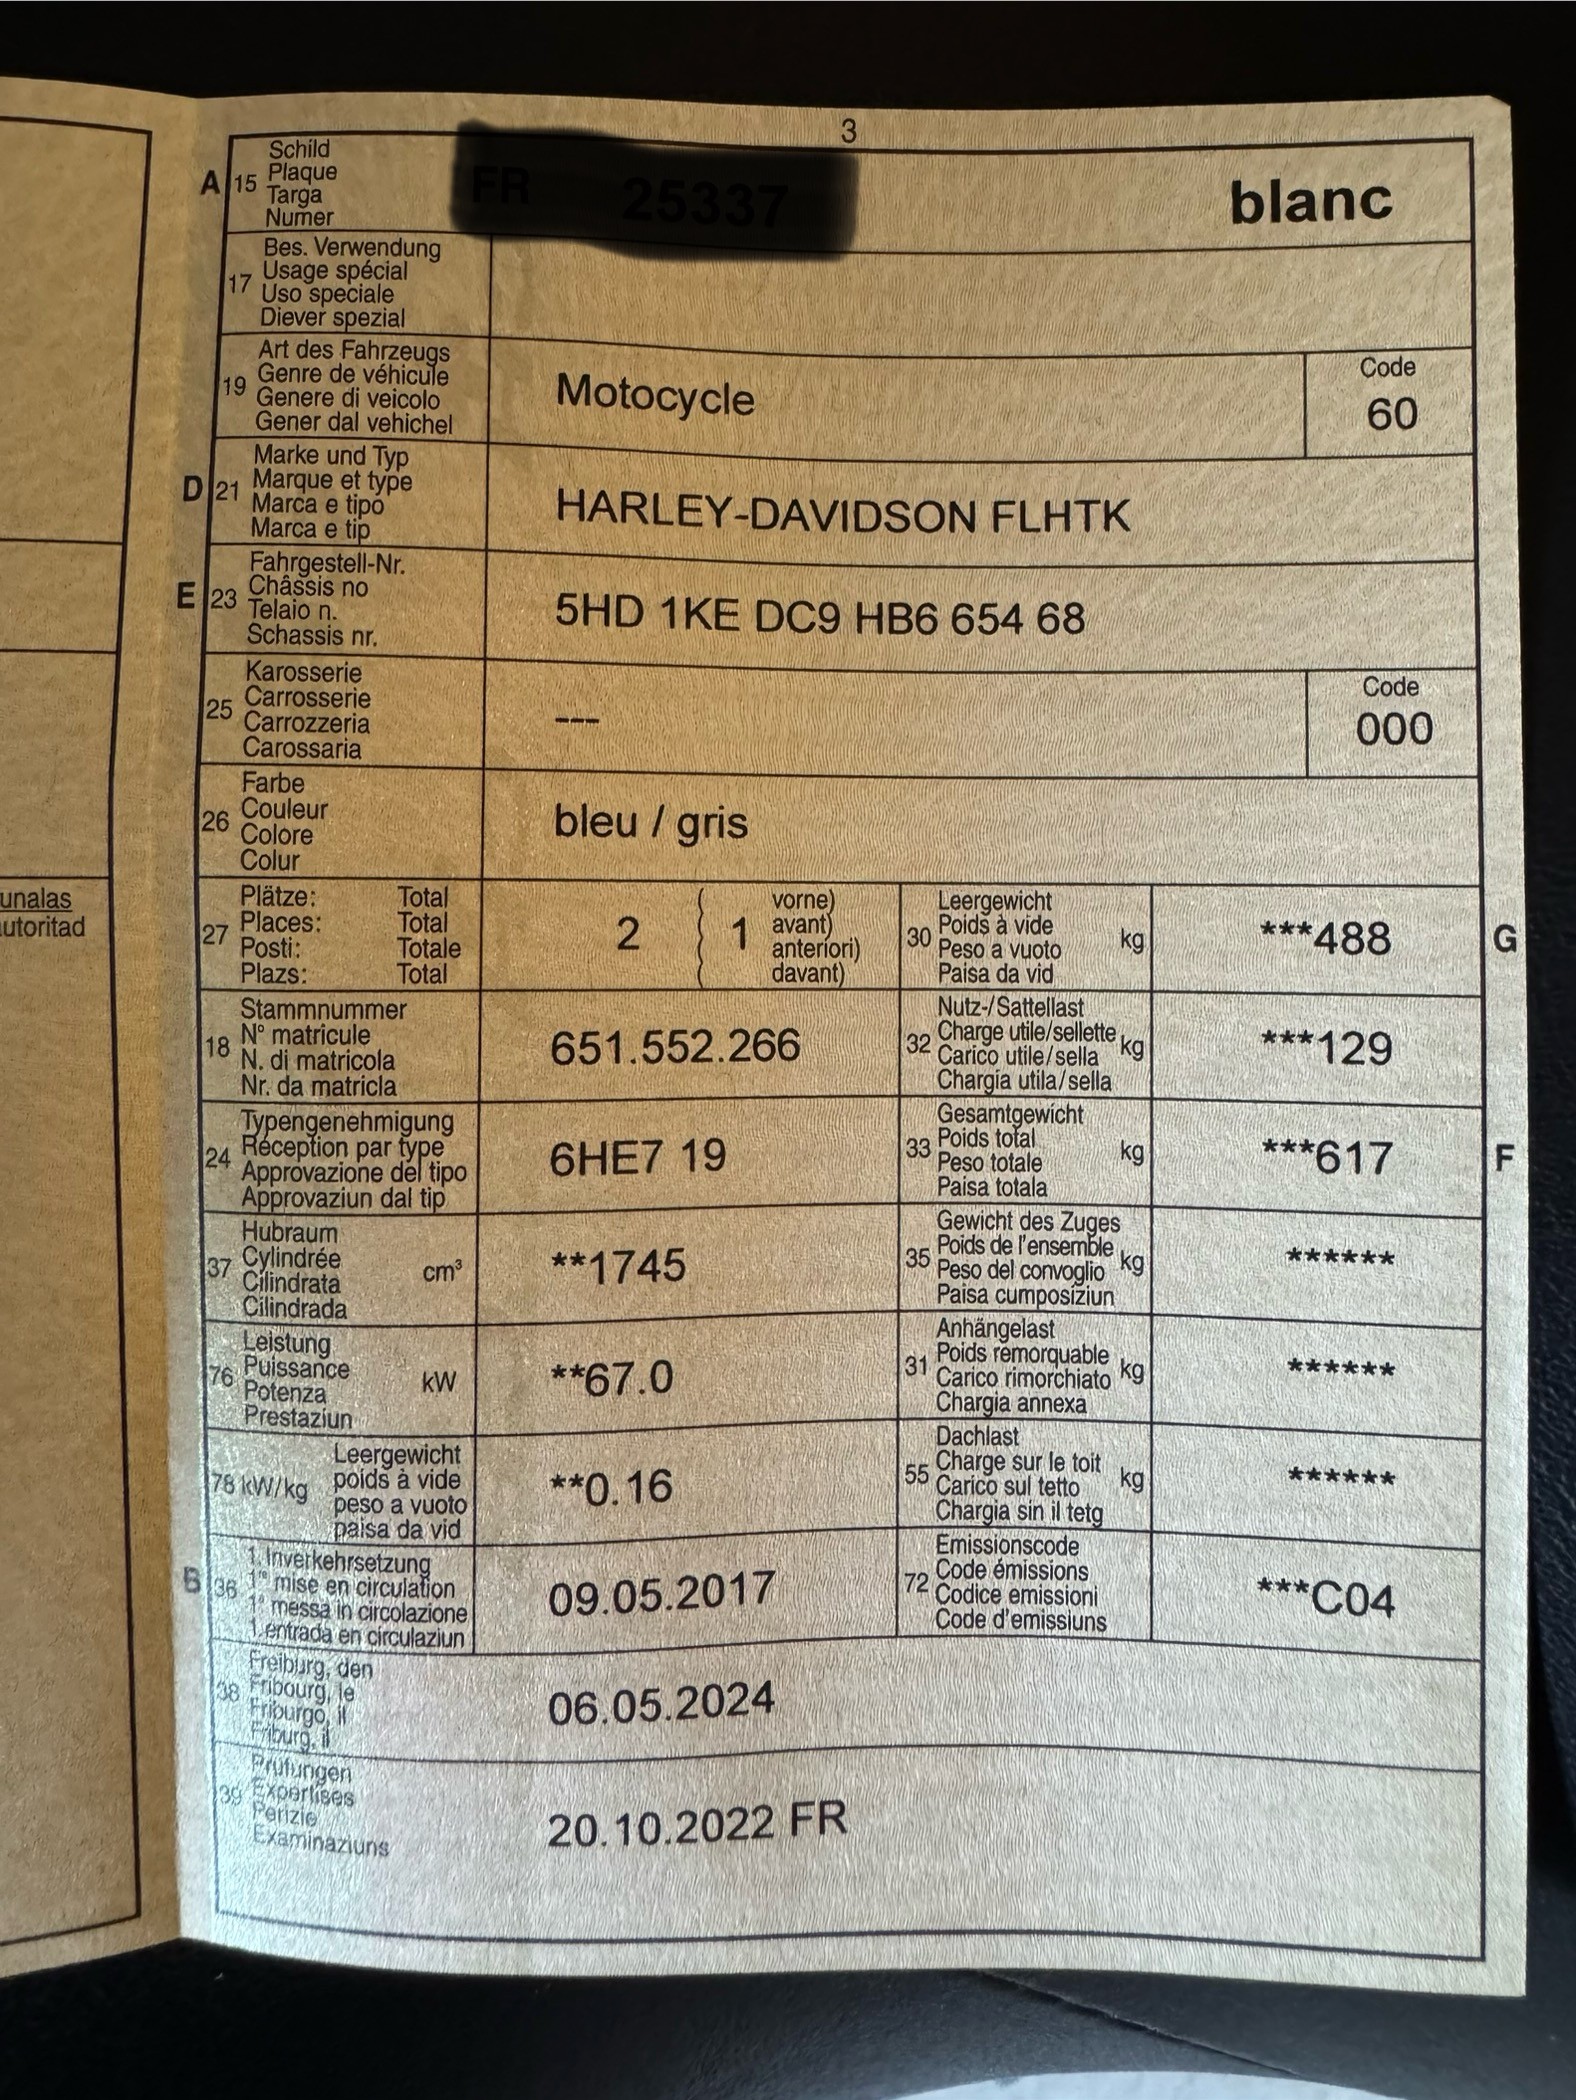 3
A 15 Schild
Plaque
Targa
Numer
blanc
17 Bes. Verwendung
Usage spécial
Uso speciale
Diever spezial
19 Art des Fahrzeugs
Genre de véhicule
Genere di veicolo
Gener dal vehichel
Motocycle
Code
60
D 21 Marke und Typ
Marque et type
Marca e tipo
Marca e tip
HARLEY-DAVIDSON FLHTK
E 23 Fahrgestell-Nr.
Châssis no
Telaio n.
Schassis nr.
5HD 1KE DC9 HB6 654 68
25 Karosserie
Carrosserie
Carrozzeria
Carossaria
---
Code
000
26 Farbe
Couleur
Colore
Colur
bleu / gris
unalas
utoritad
27 Plätze: Total
Places: Total
Posti: Totale
Plazs: Total
2 ( 1 vorne)
avant)
anteriori)
davant)
30 Leergewicht
Poids à vide
Peso a vuoto
Paisa da vid
kg
***488
G
18 Stammnummer
N° matricule
N. di matricola
Nr. da matricla
651.552.266
32 Nutz-/Sattellast
Charge utile/sellette
Carico utile/sella
Chargia utila/sella
kg
***129
24 Typengenehmigung
Réception par type
Approvazione del tipo
Approvaziun dal tip
6HE7 19
33 Gesamtgewicht
Poids total
Peso totale
Paisa totala
kg
***617
F
37 Hubraum
Cylindrée
Cilindrata
Cilindrada
cm³
**1745
35 Gewicht des Zuges
Poids de l'ensemble
Peso del convoglio
Paisa cumposiziun
kg
******
76 Leistung
Puissance
Potenza
Prestaziun
kW
**67.0
31 Anhängelast
Poids remorquable
Carico rimorchiato
Chargia annexa
kg
******
78 kW/kg Leergewicht
poids à vide
peso a vuoto
paisa da vid
**0.16
55 Dachlast
Charge sur le toit
Carico sul tetto
Chargia sin il tetg
kg
******
B 36 1. Inverkehrsetzung
1re mise en circulation
1a messa in circolazione
1. entrada en circulaziun
09.05.2017
72 Emissionscode
Code émissions
Codice emissioni
Code d'emissiuns
***C04
38 Freiburg, den
Fribourg, le
Friburgo, il
Friburg, il
06.05.2024
39 Prüfungen
Expertises
Perizie
Examinaziuns
20.10.2022 FR